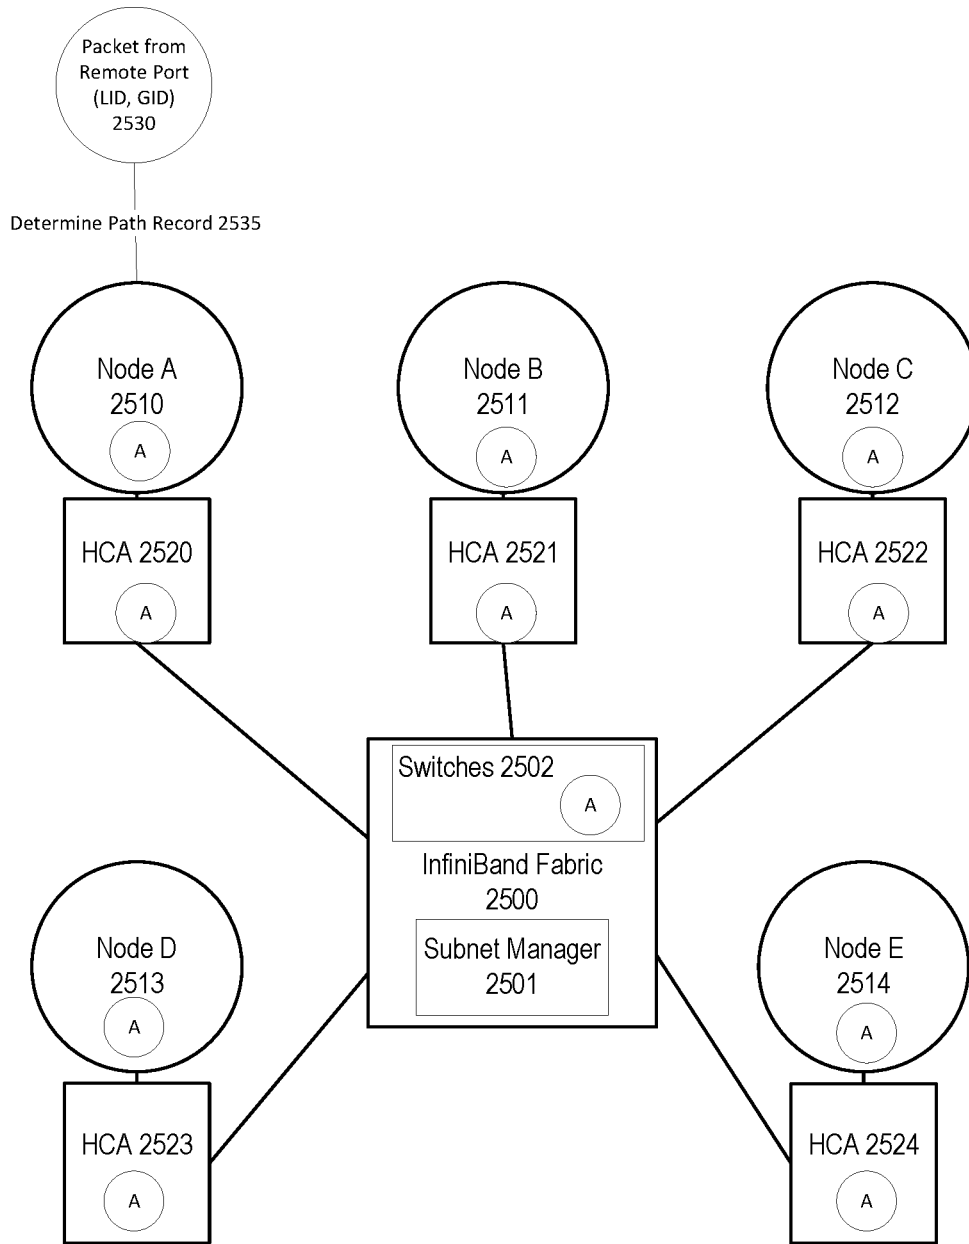 Packet from
Remote Port
(LID, GID)
2530
Determine Path Record 2535
Node A
2510
A
Node B
2511
A
Node C
2512
A
HCA 2520
A
HCA 2521
A
HCA 2522
A
Switches 2502
A
InfiniBand Fabric
2500
Subnet Manager
2501
Node D
2513
A
Node E
2514
A
HCA 2523
A
HCA 2524
A